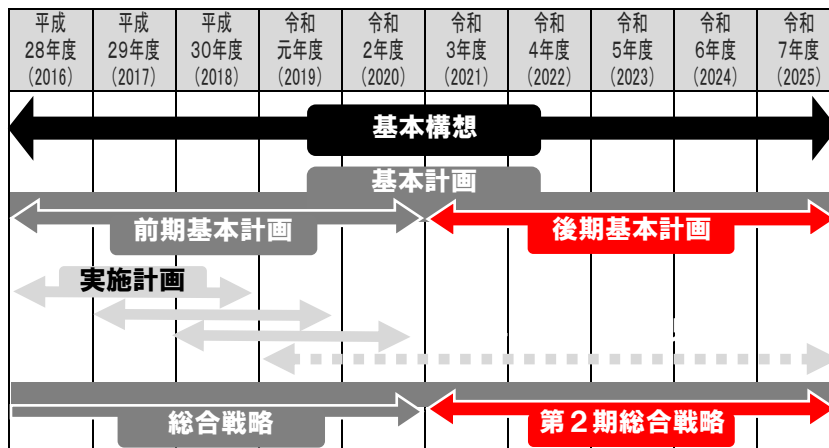 平成 平成 平成 令和 令和 令和 令和 令和 令和 令和
28年度 29年度 30年度 元年度 2年度 3年度 4年度 5年度 6年度 7年度
(2016) (2017) (2018) (2019) (2020) (2021) (2022) (2023) (2024) (2025)
基本構想
基本計画
前期基本計画 後期基本計画
実施計画
総合戦略 第2期総合戦略